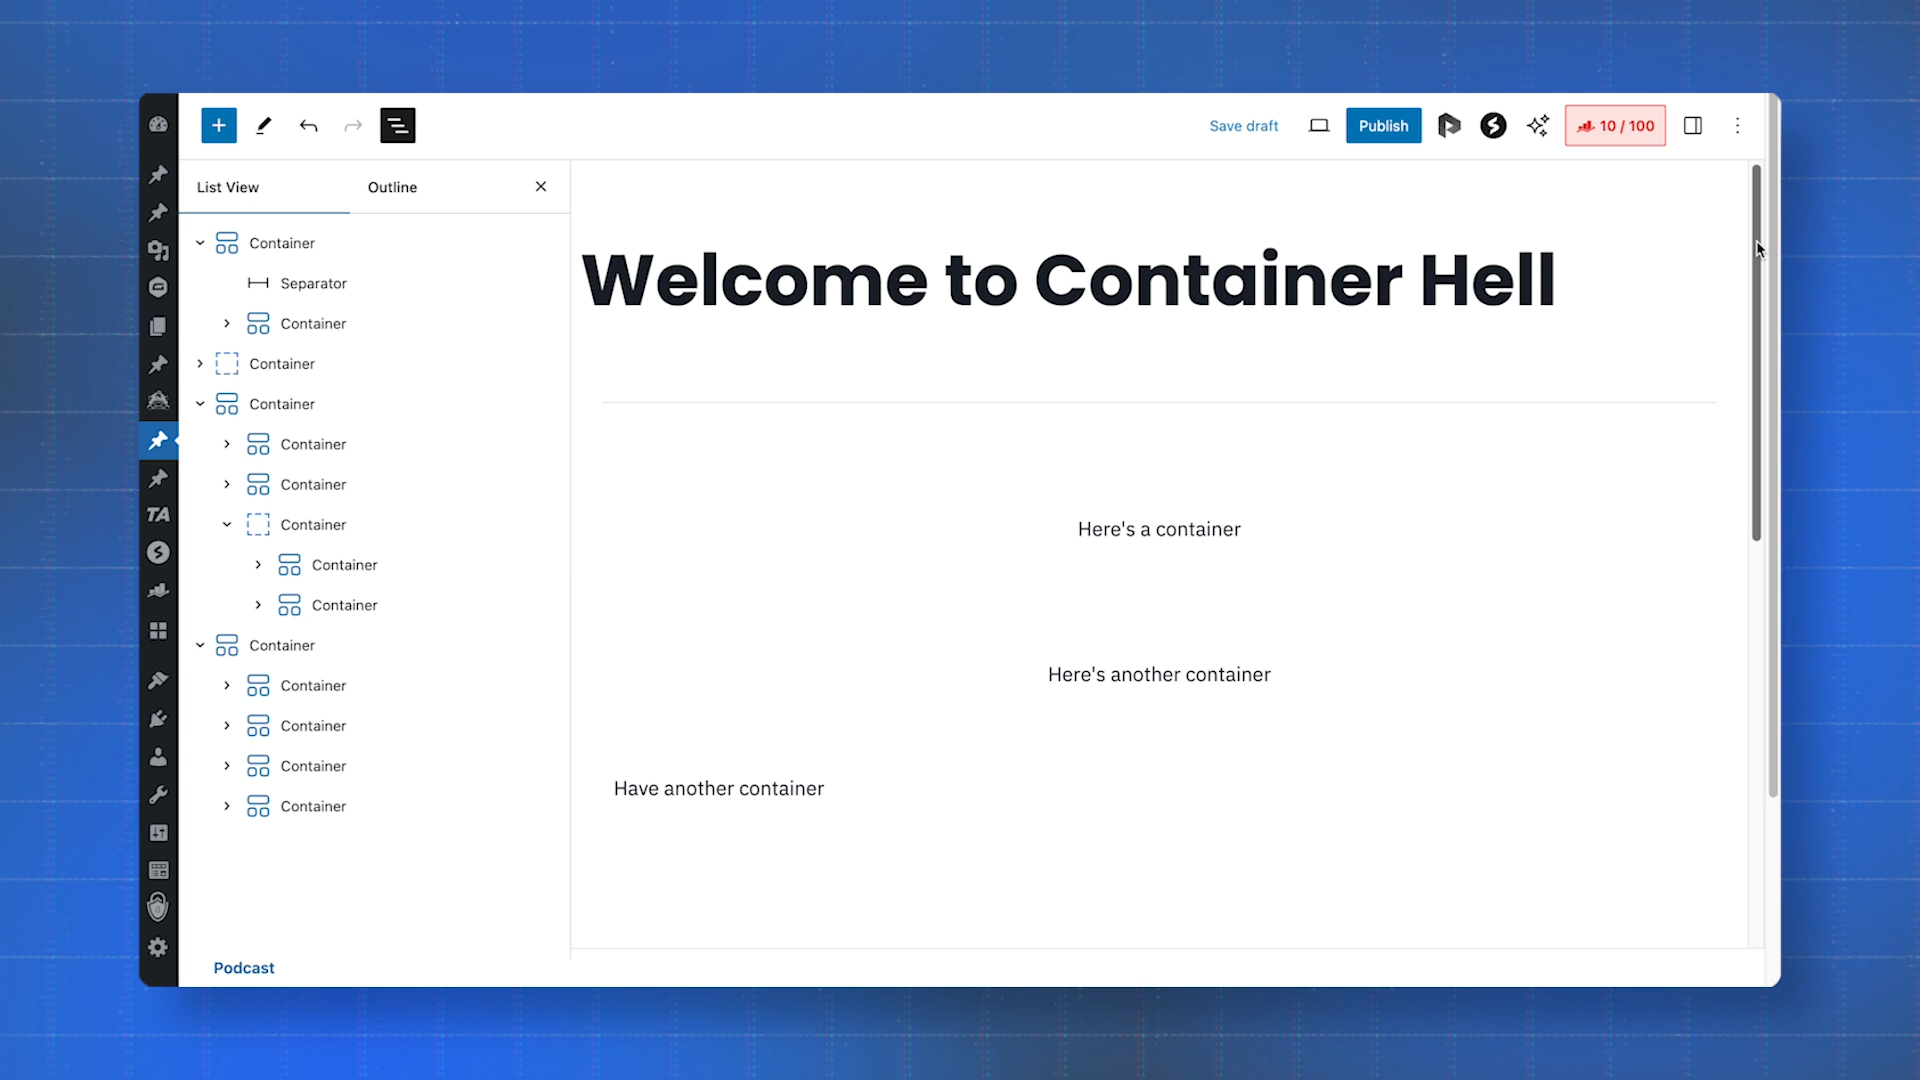 Save draft
Publish
10 / 100
List View
Outline
Container
Separator
Container
Container
Container
Container
Container
Container
Container
Container
Container
Container
Container
Container
Container
TA
Podcast
Welcome to Container Hell
Here's a container
Here's another container
Have another container